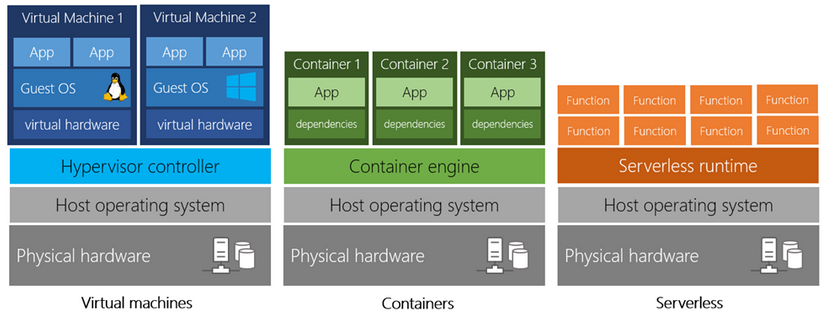 Virtual Machine 1
App
App
Guest OS
virtual hardware
Virtual Machine 2
App
App
Guest OS
virtual hardware
Hypervisor controller
Host operating system
Physical hardware
Virtual machines
Container 1
App
dependencies
Container 2
App
dependencies
Container 3
App
dependencies
Container engine
Host operating system
Physical hardware
Containers
Function
Function
Function
Function
Function
Function
Function
Function
Serverless runtime
Host operating system
Physical hardware
Serverless